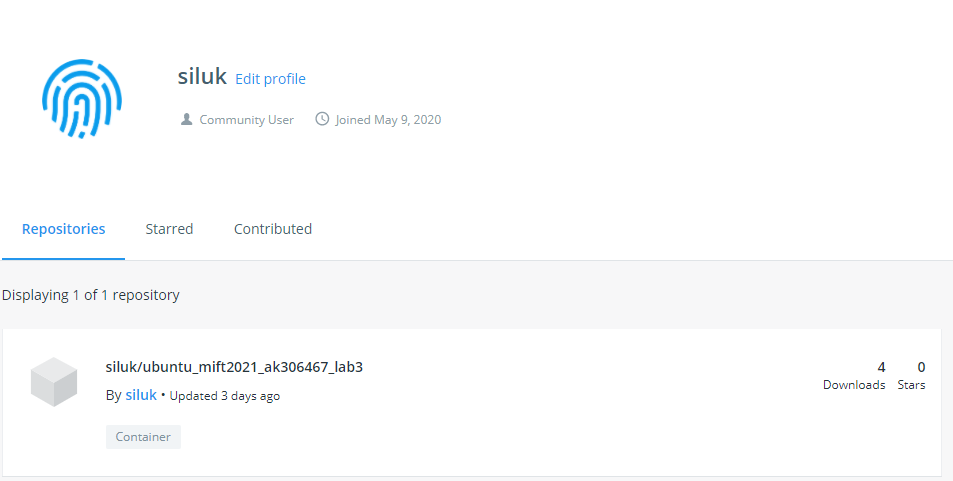 siluk Edit profile
Community User Joined May 9, 2020
Repositories Starred Contributed
Displaying 1 of 1 repository
siluk/ubuntu_mift2021_ak306467_lab3
4 0
Downloads Stars
By siluk • Updated 3 days ago
Container